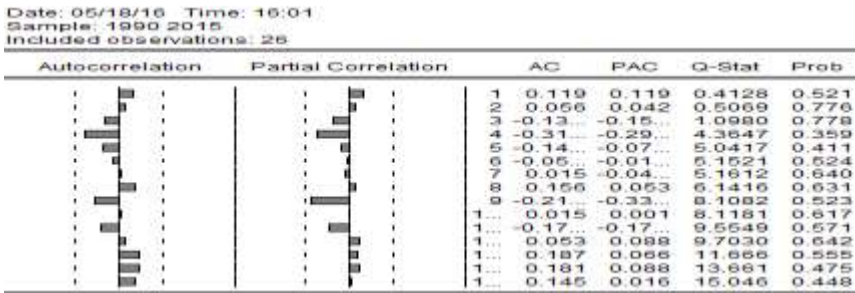 Date: 05/18/16 Time: 16:01
Sample: 1990 2015
Included observations: 26
Autocorrelation Partial Correlation AC PAC Q-Stat Prob
1 0.119 0.119 0.4128 0.521
2 0.056 0.042 0.5069 0.776
3 -0.13... -0.15... 1.0980 0.778
4 -0.31... -0.29... 4.3647 0.359
5 -0.14... -0.07... 5.0417 0.411
6 -0.05... -0.01... 5.1521 0.524
7 0.015 -0.04... 5.1612 0.640
8 0.156 0.053 6.1416 0.631
9 -0.21... -0.33... 8.1082 0.523
1... 0.015 0.001 8.1181 0.617
1... -0.17... -0.17... 9.5549 0.571
1... 0.053 0.088 9.7030 0.642
1... 0.187 0.066 11.666 0.555
1... 0.181 0.088 13.661 0.475
1... 0.145 0.016 15.046 0.448